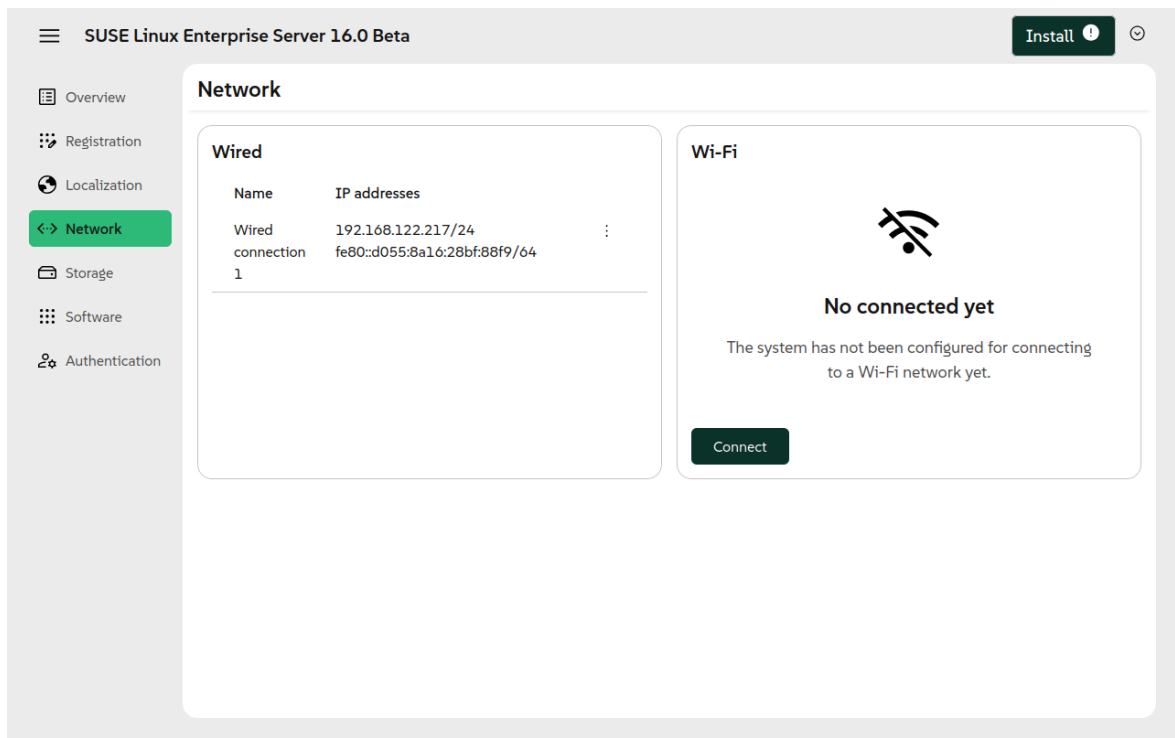 SUSE Linux Enterprise Server 16.0 Beta
Install !
Overview
Registration
Localization
Network
Storage
Software
Authentication
Network
Wired
Name IP addresses
Wired 192.168.122.217/24
connection fe80::d055:8a16:28bf:88f9/64
1
Wi-Fi
No connected yet
The system has not been configured for connecting
to a Wi-Fi network yet.
Connect